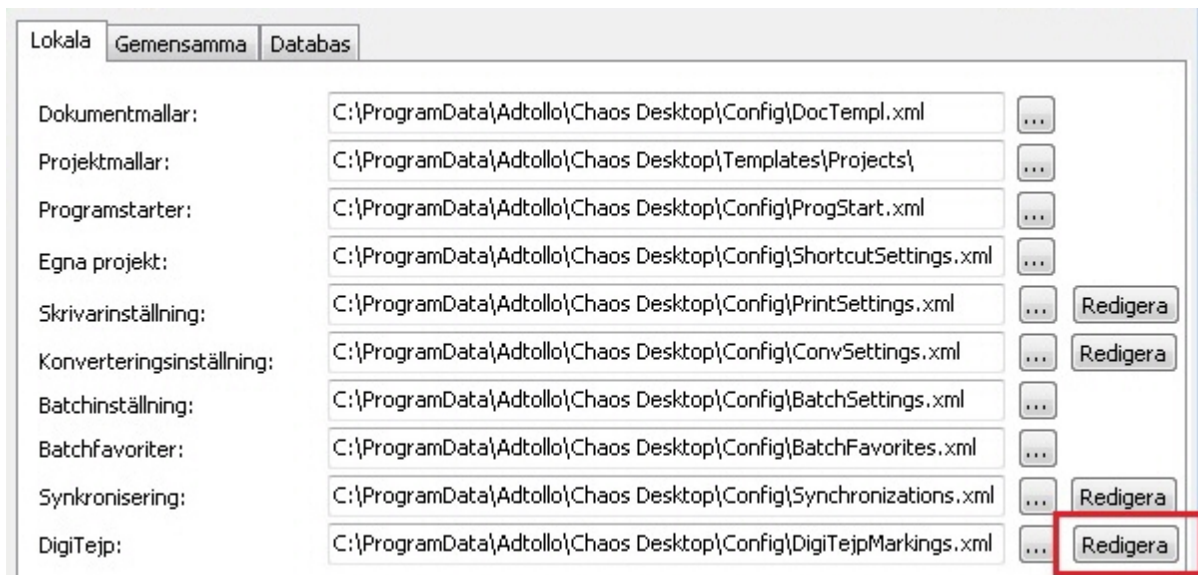 Lokala Gemensamma Databas
Dokumentmallar: C:\ProgramData\Adtollo\Chaos Desktop\Config\DocTempl.xml ...
Projektmallar: C:\ProgramData\Adtollo\Chaos Desktop\Templates\Projects\ ...
Programstarter: C:\ProgramData\Adtollo\Chaos Desktop\Config\ProgStart.xml ...
Egna projekt: C:\ProgramData\Adtollo\Chaos Desktop\Config\ShortcutSettings.xml ...
Skrivarinställning: C:\ProgramData\Adtollo\Chaos Desktop\Config\PrintSettings.xml ... Redigera
Konverteringsinställning: C:\ProgramData\Adtollo\Chaos Desktop\Config\ConvSettings.xml ... Redigera
Batchinställning: C:\ProgramData\Adtollo\Chaos Desktop\Config\BatchSettings.xml ...
Batchfavoriter: C:\ProgramData\Adtollo\Chaos Desktop\Config\BatchFavorites.xml ...
Synkronisering: C:\ProgramData\Adtollo\Chaos Desktop\Config\Synchronizations.xml ... Redigera
DigiTejp: C:\ProgramData\Adtollo\Chaos Desktop\Config\DigiTejpMarkings.xml ... Redigera